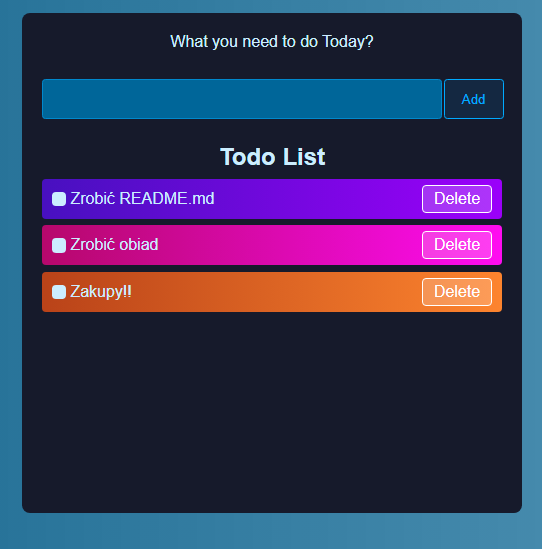 What you need to do Today?
Add
Todo List
Zrobić README.md Delete
Zrobić obiad Delete
Zakupy!! Delete